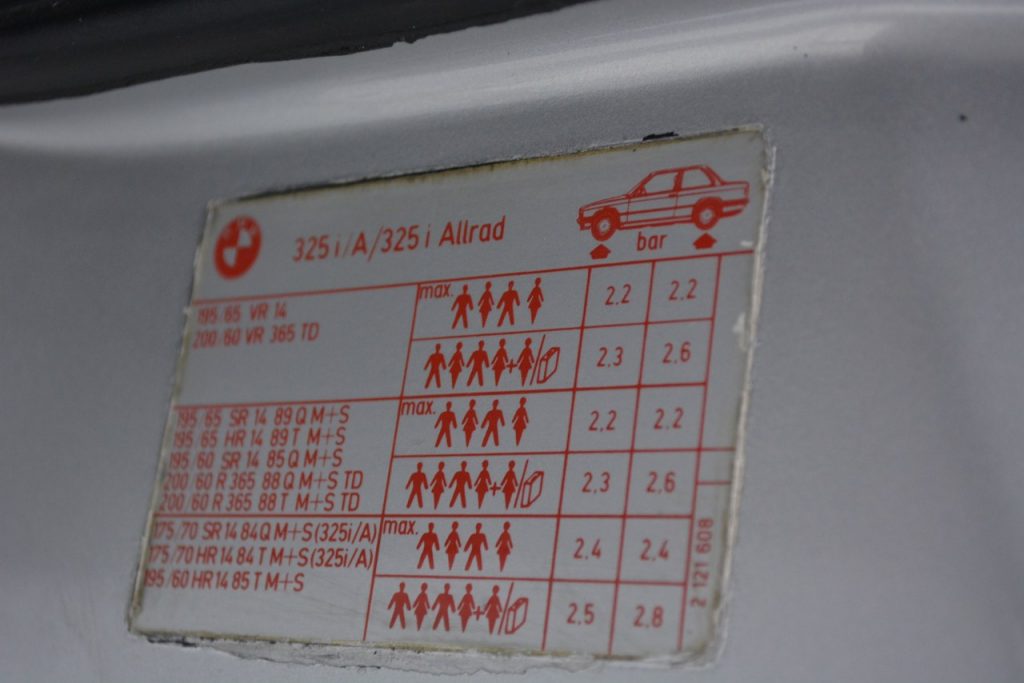 325 i/A/325 i Allrad
bar
195/65 VR 14
200/60 VR 365 TD
max.
2,2 2,2
2,3 2,6
195/65 SR 14 89 Q M+S
195/65 HR 14 89 T M+S
195/60 SR 14 85 Q M+S
200/60 R 365 88 Q M+S TD
200/60 R 365 88 T M+S TD
max.
2,2 2,2
+
2,3 2,6
175/70 SR 14 84 Q M+S (325i/A)
175/70 HR 14 84 T M+S (325i/A)
195/60 HR 14 85 T M+S
max.
2,4 2,4
+
2,5 2,8
2 121 608